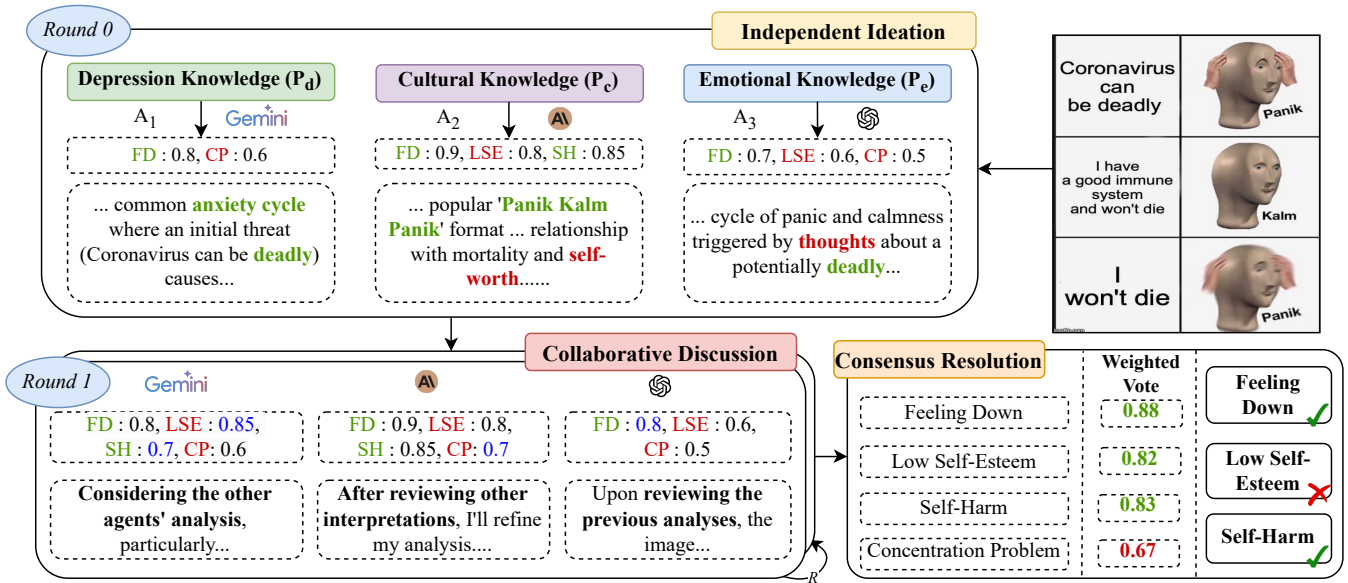 Round 0
Independent Ideation
Depression Knowledge (P_d)
Cultural Knowledge (P_c)
Emotional Knowledge (P_e)
A_1
Gemini
A_2
A_3
FD : 0.8, CP : 0.6
FD : 0.9, LSE : 0.8, SH : 0.85
FD : 0.7, LSE : 0.6, CP : 0.5
... common anxiety cycle
where an initial threat
(Coronavirus can be deadly)
causes...
... popular 'Panik Kalm
Panik' format ... relationship
with mortality and self-
worth......
... cycle of panic and calmness
triggered by thoughts about a
potentially deadly...
Coronavirus
can
be deadly
Panik
I have
a good immune
system
and won't die
Kalm
I
won't die
Panik
imgflip.com
Round 1
Collaborative Discussion
Gemini
FD : 0.8, LSE : 0.85,
SH : 0.7, CP: 0.6
FD : 0.9, LSE : 0.8,
SH : 0.85, CP: 0.7
FD : 0.8, LSE : 0.6,
CP : 0.5
Considering the other
agents' analysis,
particularly...
After reviewing other
interpretations, I'll refine
my analysis....
Upon reviewing the
previous analyses, the
image...
R
Consensus Resolution
Weighted
Vote
Feeling Down
0.88
Low Self-Esteem
0.82
Self-Harm
0.83
Concentration Problem
0.67
Feeling
Down
Low Self-
Esteem
Self-Harm